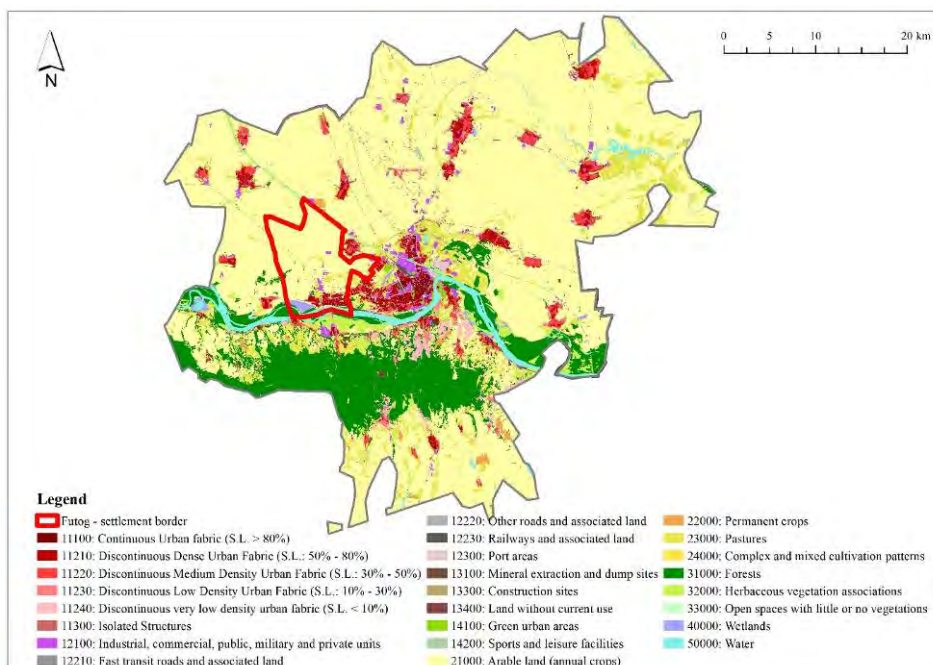 N
0 5 10 20 km
Legend
Futog - settlement border
11100: Continuous Urban fabric (S.L. > 80%)
11210: Discontinuous Dense Urban Fabric (S.L.: 50% - 80%)
11220: Discontinuous Medium Density Urban Fabric (S.L.: 30% - 50%)
11230: Discontinuous Low Density Urban Fabric (S.L.: 10% - 30%)
11240: Discontinuous very low density urban fabric (S.L. < 10%)
11300: Isolated Structures
12100: Industrial, commercial, public, military and private units
12210: Fast transit roads and associated land
12220: Other roads and associated land
12230: Railways and associated land
12300: Port areas
13100: Mineral extraction and dump sites
13300: Construction sites
13400: Land without current use
14100: Green urban areas
14200: Sports and leisure facilities
21000: Arable land (annual crops)
22000: Permanent crops
23000: Pastures
24000: Complex and mixed cultivation patterns
31000: Forests
32000: Herbaceous vegetation associations
33000: Open spaces with little or no vegetations
40000: Wetlands
50000: Water